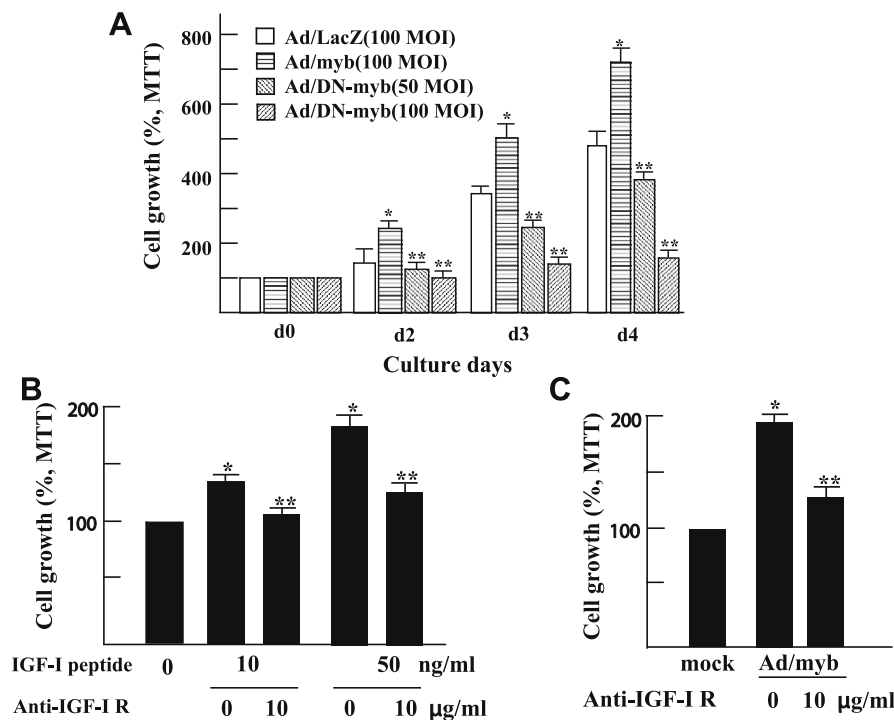 A
Cell growth (%, MTT)
800
600
400
200
Ad/LacZ(100 MOI)
Ad/myb(100 MOI)
Ad/DN-myb(50 MOI)
Ad/DN-myb(100 MOI)
* ** **
* ** **
* ** **
d0 d2 d3 d4
Culture days
B
Cell growth (%, MTT)
200
100
* ** * **
IGF-I peptide 0 10 50 ng/ml
Anti-IGF-I R 0 10 0 10 µg/ml
C
Cell growth (%, MTT)
200
100
* **
mock Ad/myb
Anti-IGF-I R 0 10 µg/ml